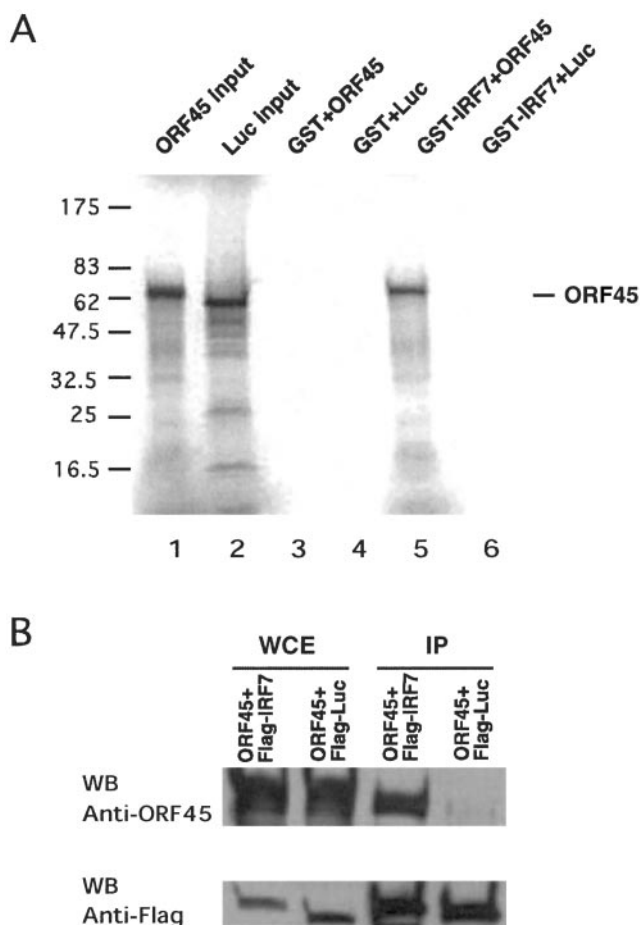 A
ORF45 Input
Luc Input
GST+ORF45
GST+Luc
GST-IRF7+ORF45
GST-IRF7+Luc
175
83
62
47.5
32.5
25
16.5
ORF45
1 2 3 4 5 6
B
WCE IP
ORF45+
Flag-IRF7
ORF45+
Flag-Luc
ORF45+
Flag-IRF7
ORF45+
Flag-Luc
WB
Anti-ORF45
WB
Anti-Flag